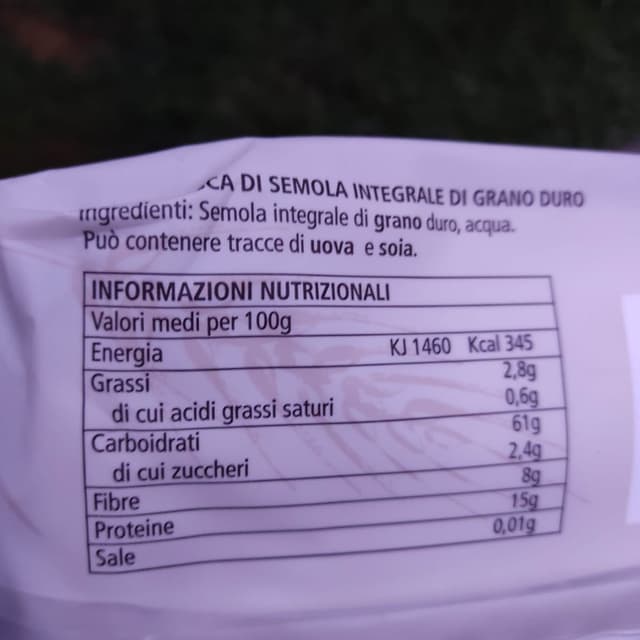 CA DI SEMOLA INTEGRALE DI GRANO DURO
Ingredienti: Semola integrale di grano duro, acqua.
Può contenere tracce di uova e soia.
INFORMAZIONI NUTRIZIONALI
Valori medi per 100g
Energia KJ 1460 Kcal 345
Grassi 2,8g
di cui acidi grassi saturi 0,6g
Carboidrati 61g
di cui zuccheri 2,4g
Fibre 8g
Proteine 15g
Sale 0,01g